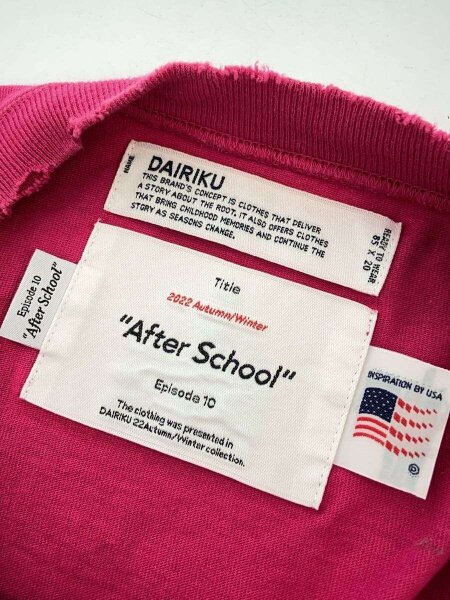 NAME
DAIRIKU
THIS BRAND'S CONCEPT IS CLOTHES THAT DELIVER
A STORY ABOUT THE ROOT. IT ALSO OFFERS CLOTHES
THAT BRING CHILDHOOD MEMORIES AND CONTINUE THE
STORY AS SEASONS CHANGE.
READY TO WEAR
85 X 20
Episode 10
"After School"
Title
2022 Autumn/Winter
"After School"
Episode 10
The clothing was presented in
DAIRIKU 22Autumn/Winter collection.
INSPIRATION BY USA